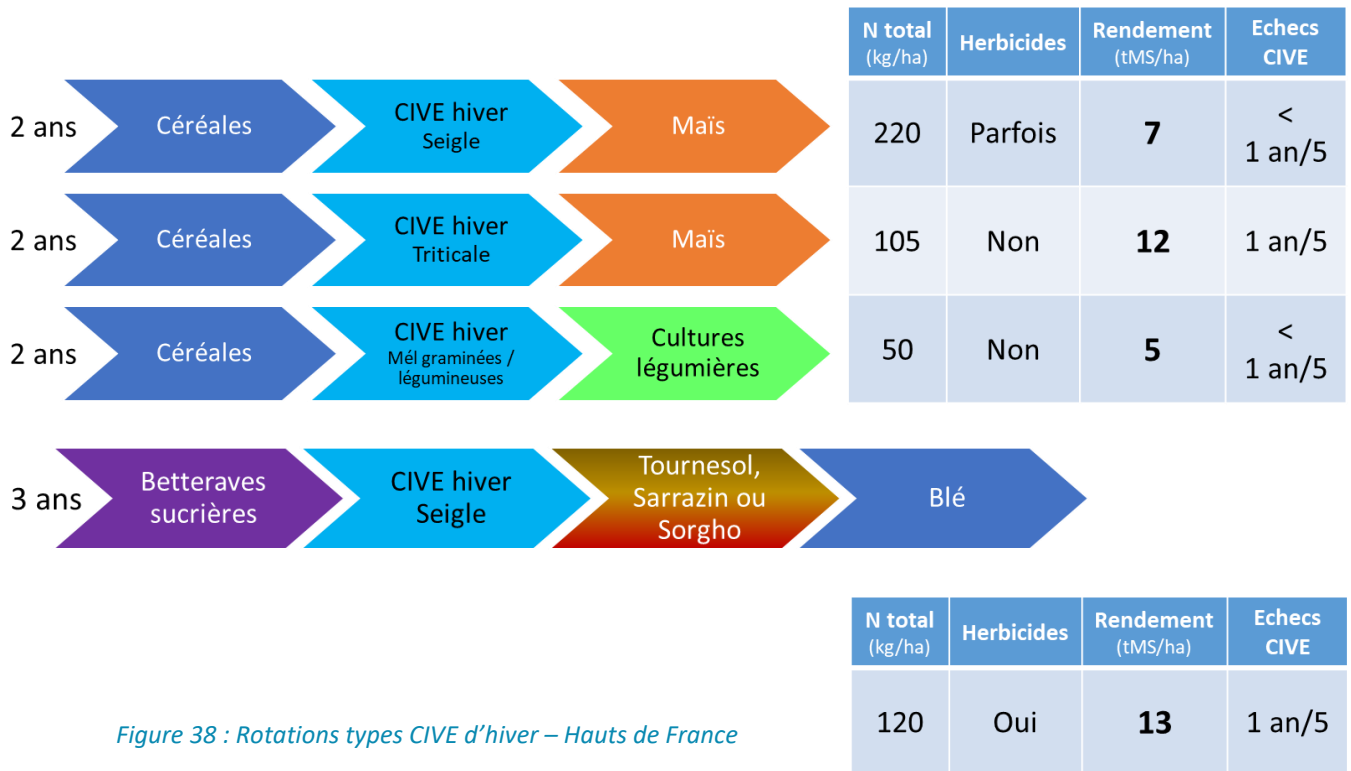 N total
(kg/ha)
Herbicides
Rendement
(tMS/ha)
Echecs
CIVE
2 ans
Céréales
CIVE hiver
Seigle
Maïs
220
Parfois
7
<
1 an/5
2 ans
Céréales
CIVE hiver
Triticale
Maïs
105
Non
12
1 an/5
2 ans
Céréales
CIVE hiver
Mél graminées /
légumineuses
Cultures
légumières
50
Non
5
<
1 an/5
3 ans
Betteraves
sucrières
CIVE hiver
Seigle
Tournesol,
Sarrazin ou
Sorgho
Blé
N total
(kg/ha)
Herbicides
Rendement
(tMS/ha)
Echecs
CIVE
120
Oui
13
1 an/5
Figure 38 : Rotations types CIVE d’hiver – Hauts de France